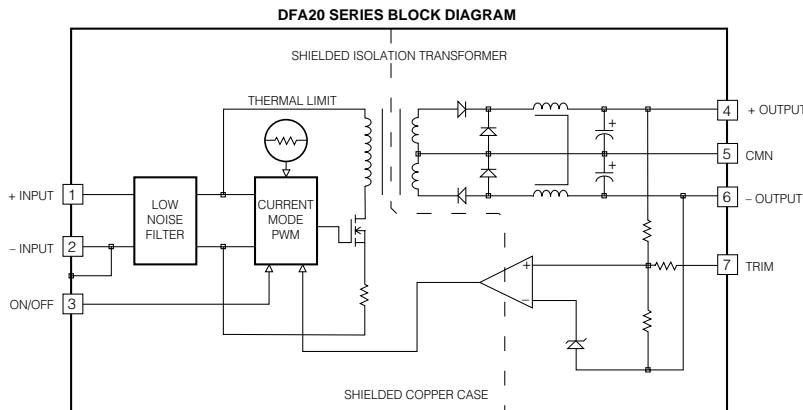 DFA20 SERIES BLOCK DIAGRAM
SHIELDED ISOLATION TRANSFORMER
THERMAL LIMIT
4 + OUTPUT
+
5 CMN
+
+ INPUT 1
LOW
NOISE
FILTER
CURRENT
MODE
PWM
6 – OUTPUT
– INPUT 2
+
7 TRIM
ON/OFF 3
–
SHIELDED COPPER CASE